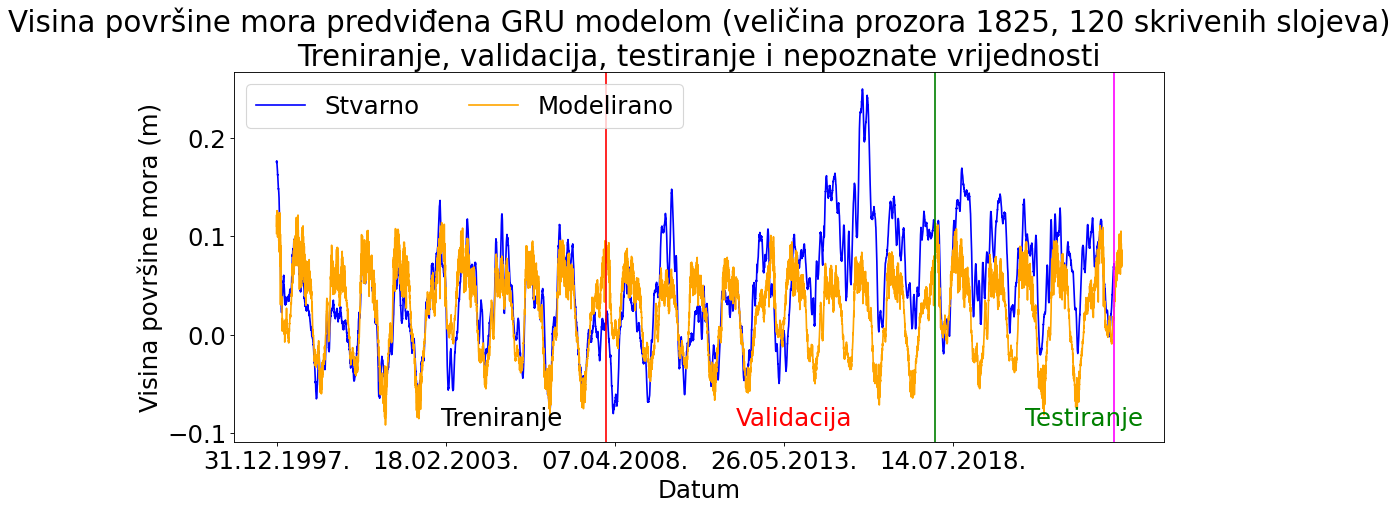 Visina površine mora predviđena GRU modelom (veličina prozora 1825, 120 skrivenih slojeva)
Treniranje, validacija, testiranje i nepoznate vrijednosti
Stvarno Modelirano
Visina površine mora (m)
0.2
0.1
0.0
−0.1
Treniranje Validacija Testiranje
31.12.1997. 18.02.2003. 07.04.2008. 26.05.2013. 14.07.2018.
Datum